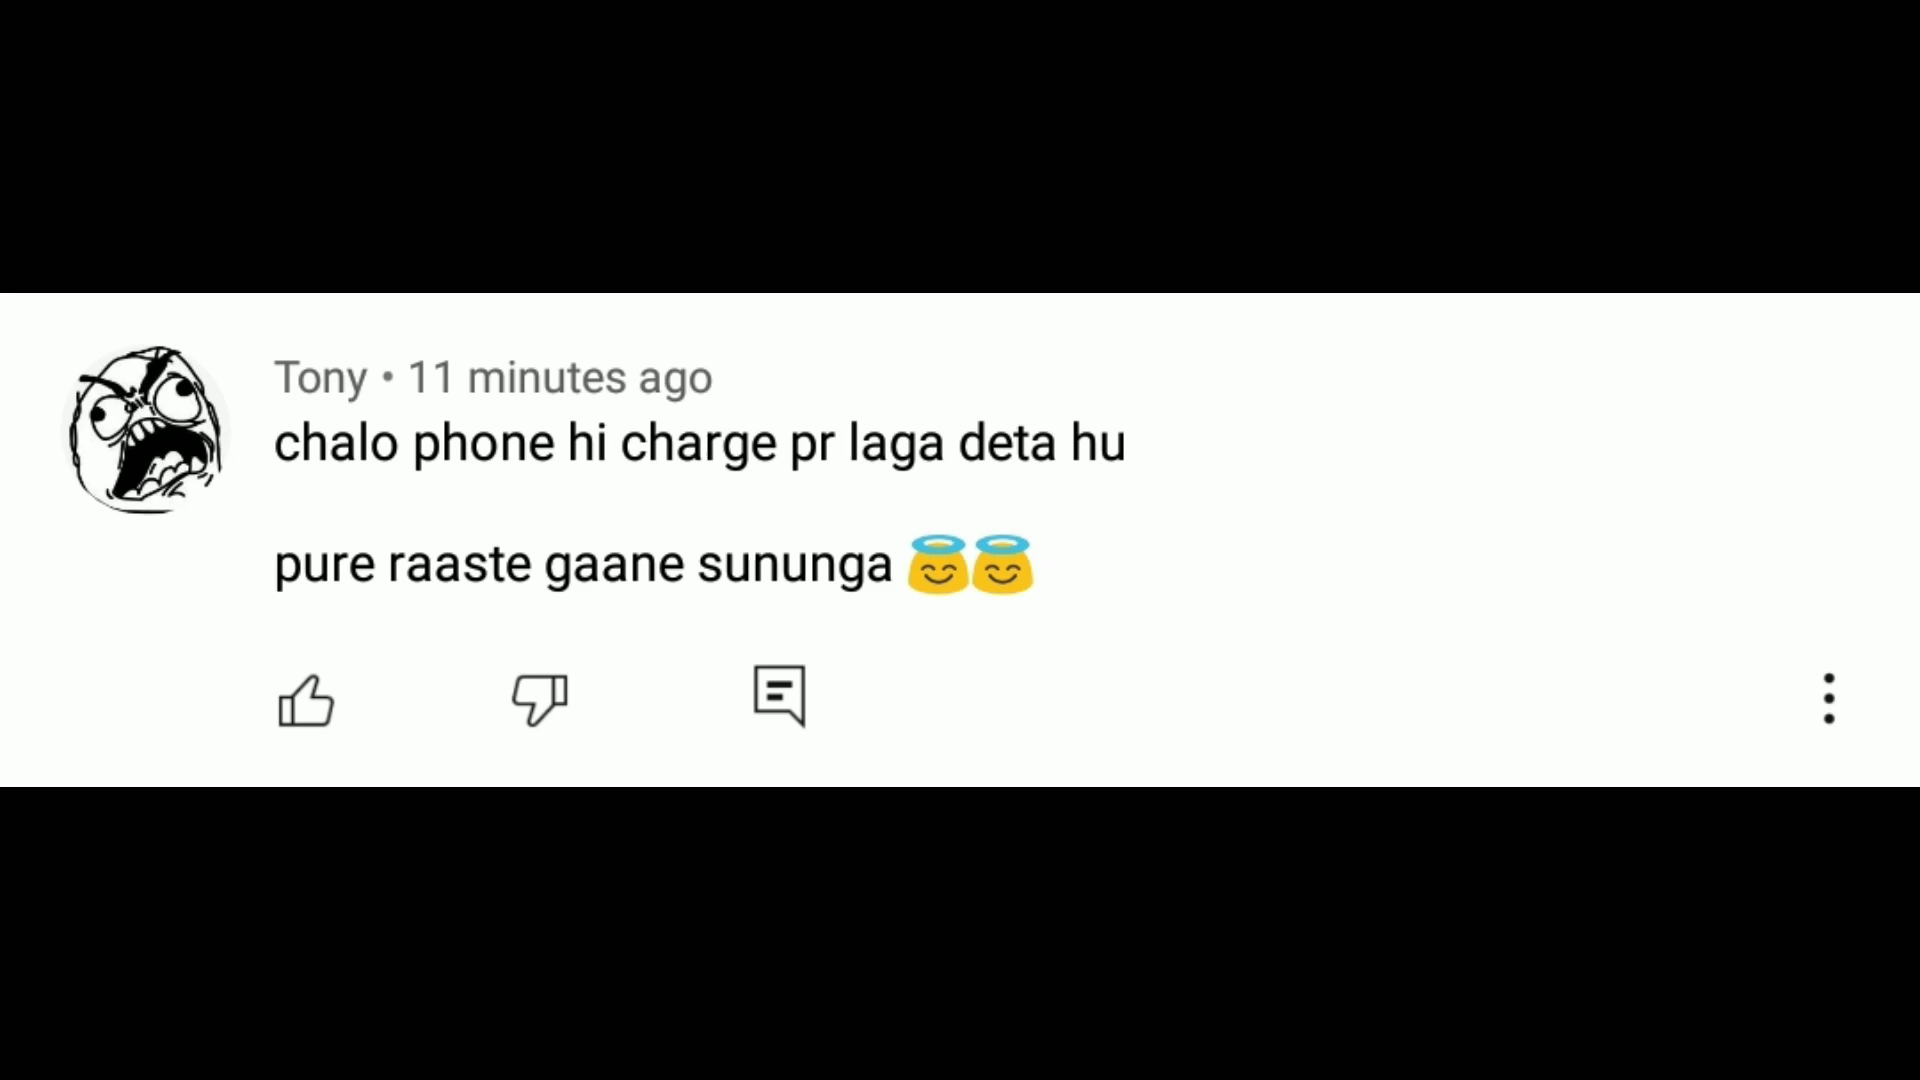 Tony • 11 minutes ago
chalo phone hi charge pr laga deta hu
pure raaste gaane sununga 😇😇